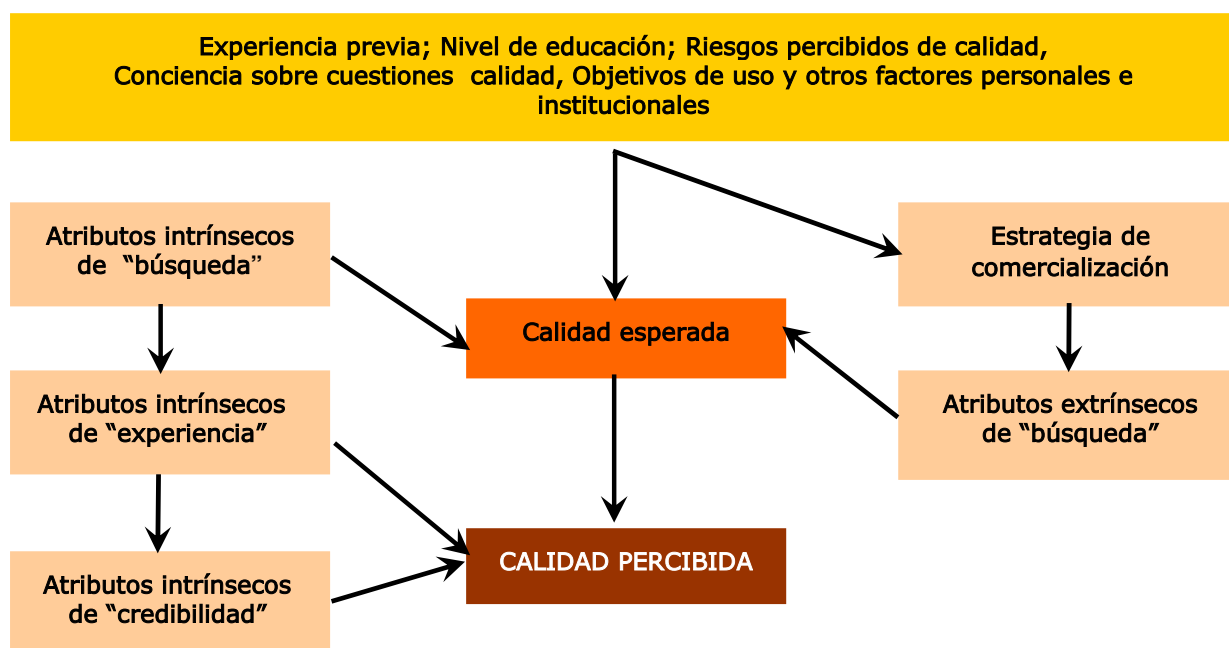 Experiencia previa; Nivel de educación; Riesgos percibidos de calidad,
Conciencia sobre cuestiones  calidad, Objetivos de uso y otros factores personales e
institucionales
Atributos intrínsecos
de  “búsqueda”
Estrategia de
comercialización
Calidad esperada
Atributos intrínsecos
de “experiencia”
Atributos extrínsecos
de “búsqueda”
CALIDAD PERCIBIDA
Atributos intrínsecos
de “credibilidad”